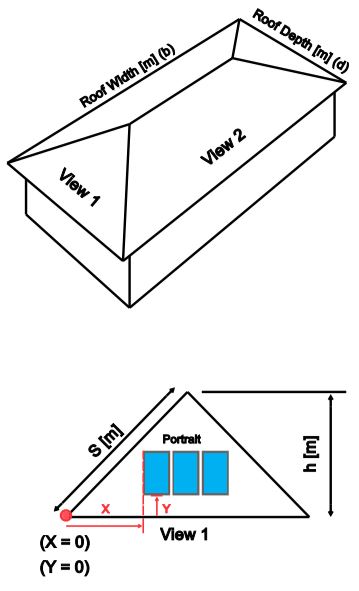 Roof Width [m] (b)
Roof Depth [m] (d)
View 1
View 2
S [m]
Portrait
h [m]
X
Y
View 1
(X = 0)
(Y = 0)